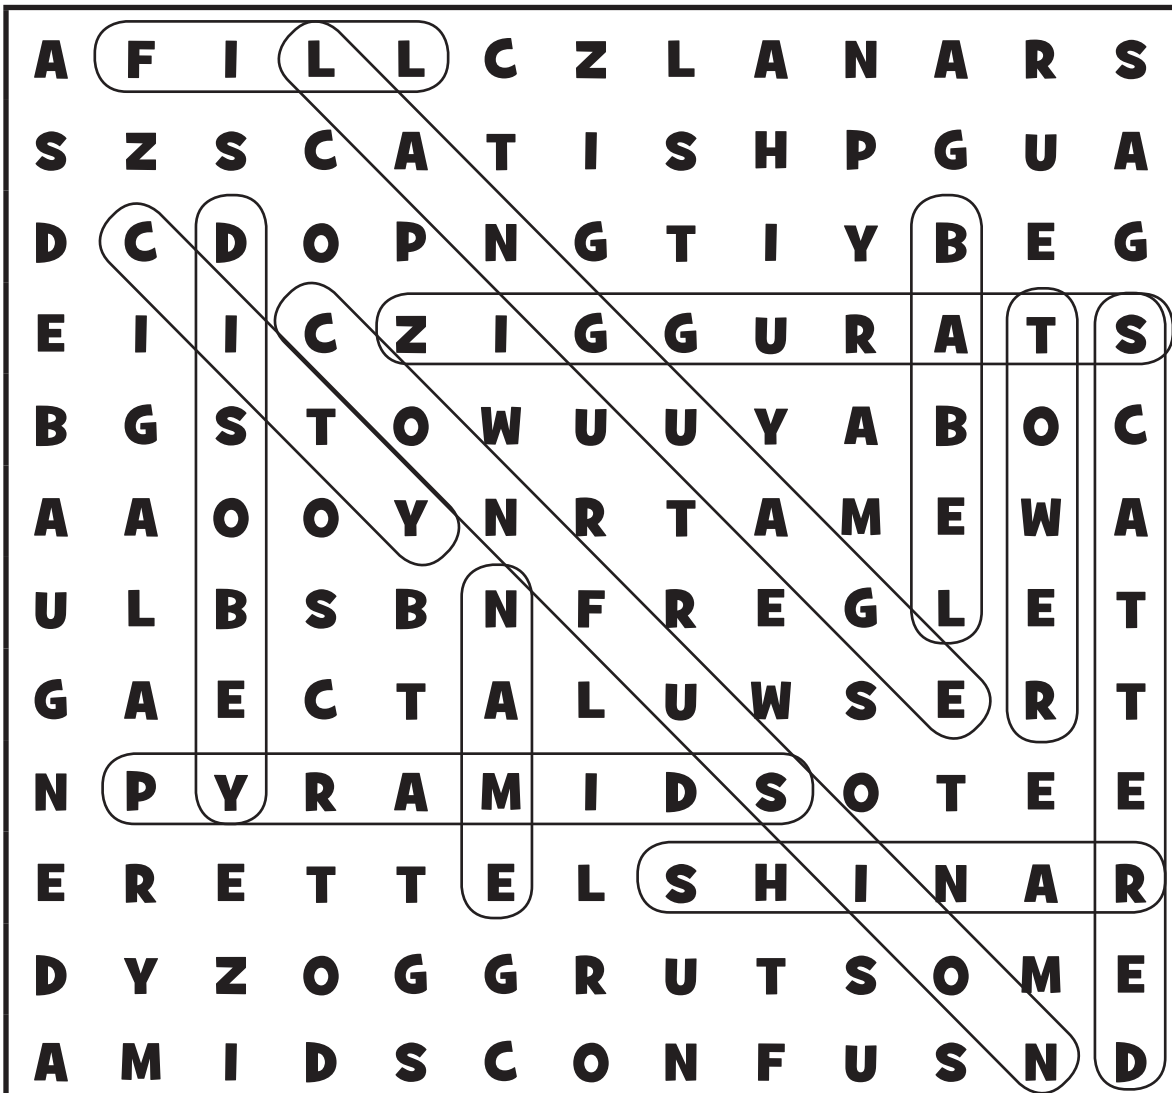 A F I L L C Z L A N A R S
S Z S C A T I S H P G U A
D C D O P N G T I Y B E G
E I I C Z I G G U R A T S
B G S T O W U U Y A B O C
A A O O Y N R T A M E W A
U L B S B N F R E G L E T
G A E C T A L U W S E R T
N P Y R A M I D S O T E E
E R E T T E L S H I N A R
D Y Z O G G R U T S O M E
A M I D S C O N F U S N D